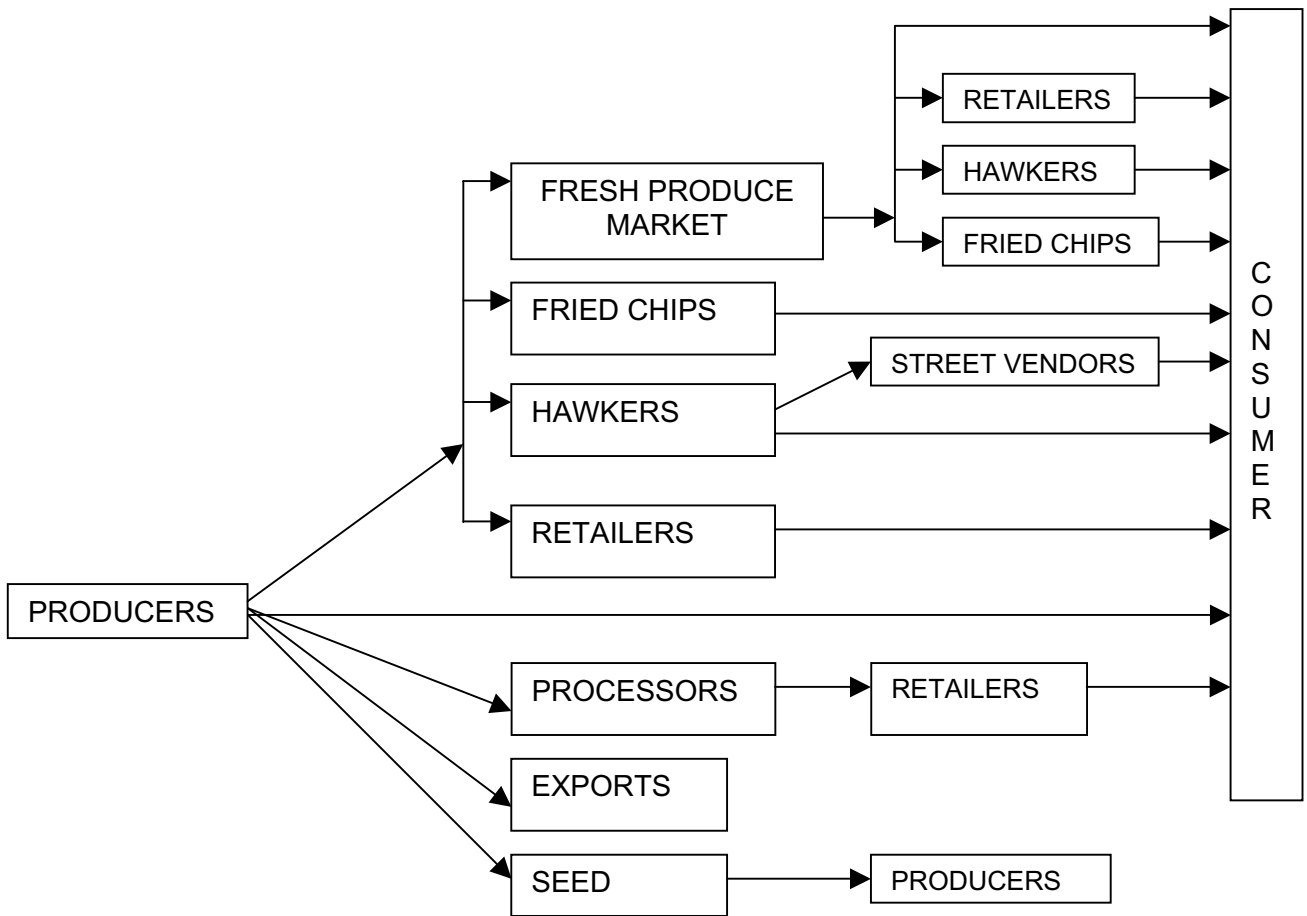 RETAILERS
HAWKERS
FRESH PRODUCE
MARKET
FRIED CHIPS
FRIED CHIPS
STREET VENDORS
HAWKERS
RETAILERS
PRODUCERS
PROCESSORS
RETAILERS
EXPORTS
SEED
PRODUCERS
C
O
N
S
U
M
E
R